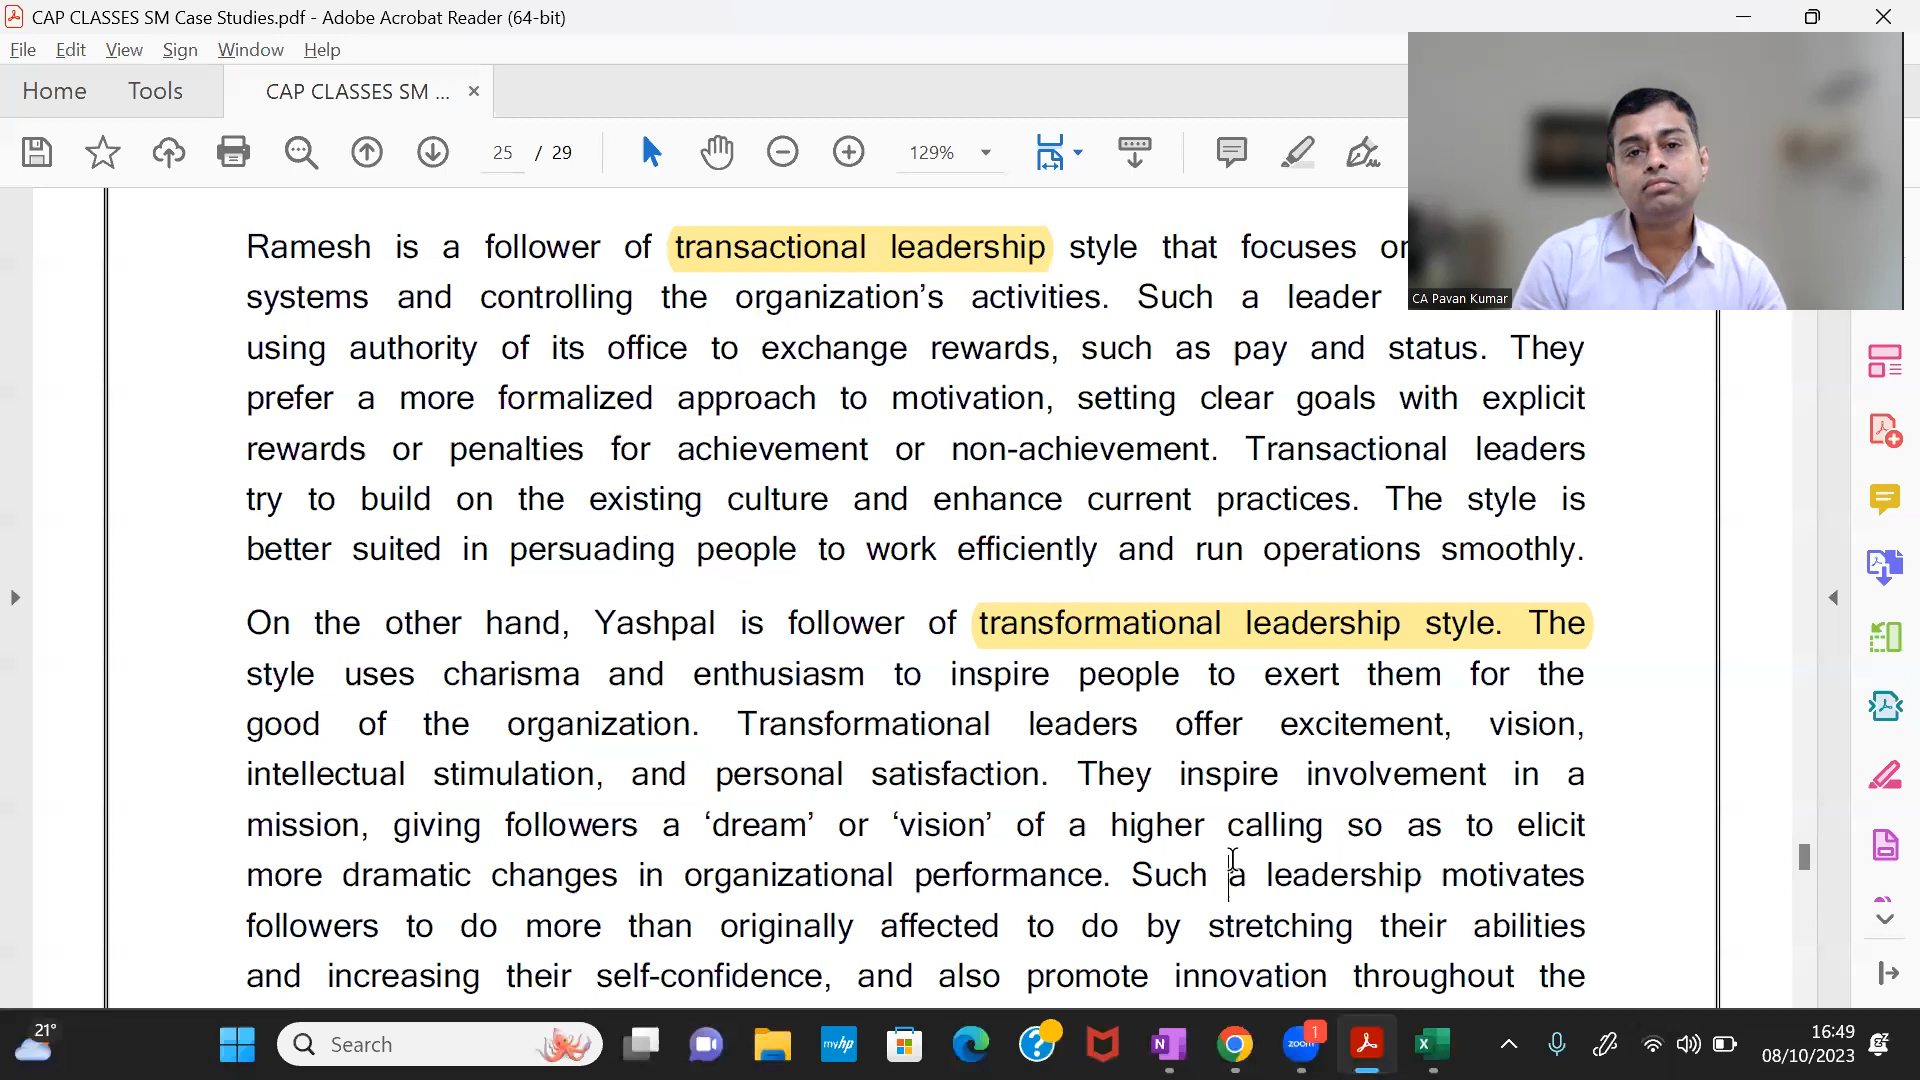 CAP CLASSES SM Case Studies.pdf - Adobe Acrobat Reader (64-bit)
File Edit View Sign Window Help
Home Tools CAP CLASSES SM ...
25 / 29 129%
CA Pavan Kumar
Ramesh is a follower of transactional leadership style that focuses
systems and controlling the organization’s activities. Such a leader
using authority of its office to exchange rewards, such as pay and status. They
prefer a more formalized approach to motivation, setting clear goals with explicit
rewards or penalties for achievement or non-achievement. Transactional leaders
try to build on the existing culture and enhance current practices. The style is
better suited in persuading people to work efficiently and run operations smoothly.
On the other hand, Yashpal is follower of transformational leadership style. The
style uses charisma and enthusiasm to inspire people to exert them for the
good of the organization. Transformational leaders offer excitement, vision,
intellectual stimulation, and personal satisfaction. They inspire involvement in a
mission, giving followers a ‘dream’ or ‘vision’ of a higher calling so as to elicit
more dramatic changes in organizational performance. Such a leadership motivates
followers to do more than originally affected to do by stretching their abilities
and increasing their self-confidence, and also promote innovation throughout the
21°
Search
myhp
zoom
1
16:49
08/10/2023